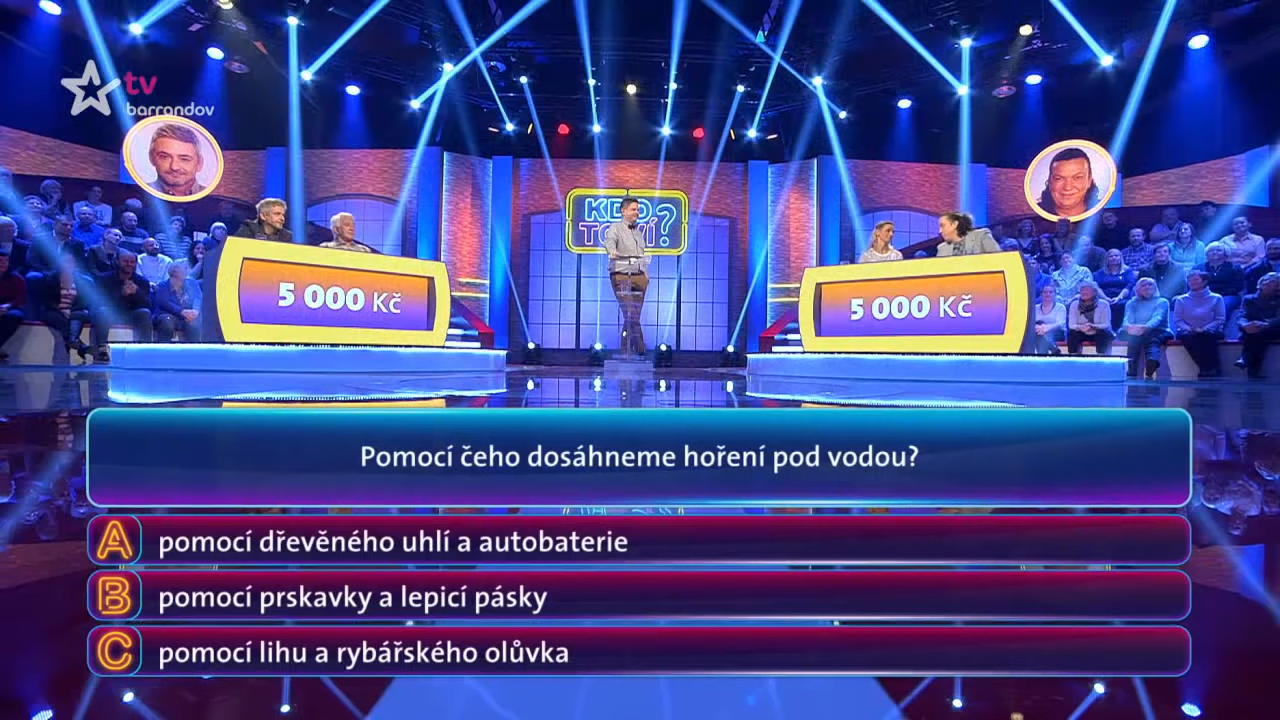 tv
barrandov
KDO
TO VÍ?
5 000 Kč
5 000 Kč
Pomocí čeho dosáhneme hoření pod vodou?
A pomocí dřevěného uhlí a autobaterie
B pomocí prskavky a lepicí pásky
C pomocí lihu a rybářského olůvka